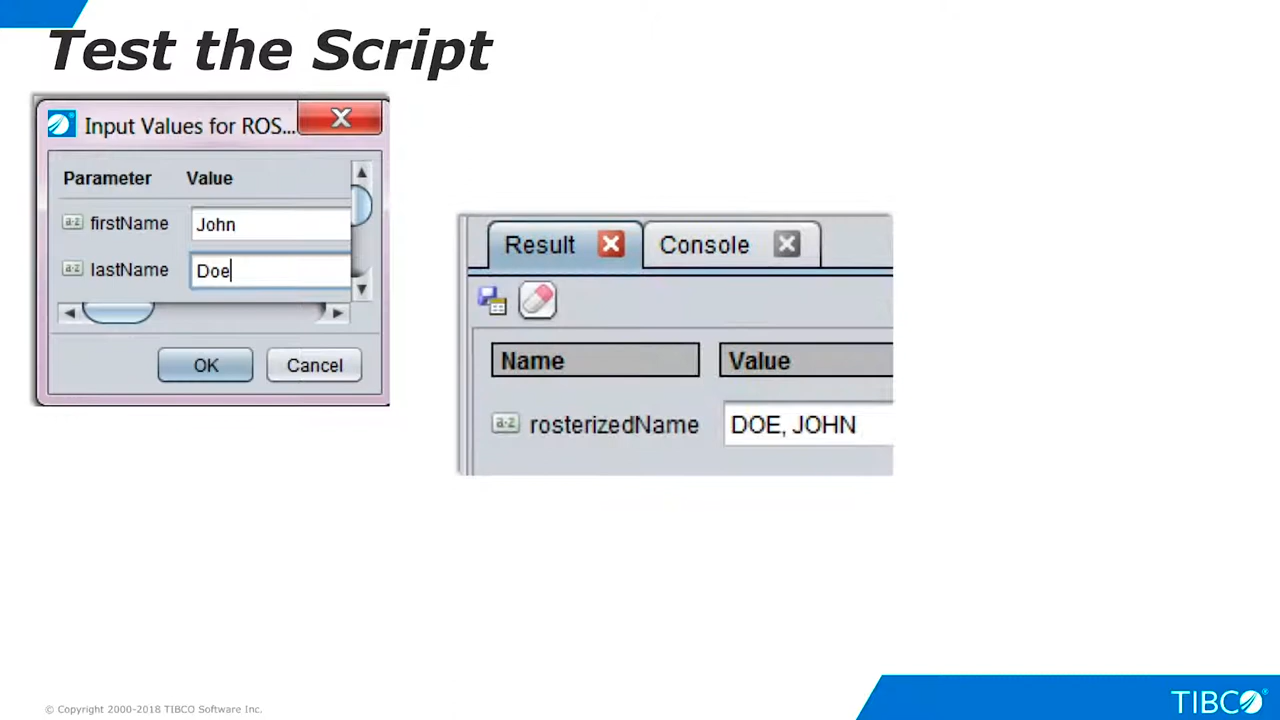 Test the Script
Input Values for ROS...
Parameter Value
a-z firstName John
a-z lastName Doe
OK Cancel
Result Console
Name Value
a-z rosterizedName DOE, JOHN
© Copyright 2000-2018 TIBCO Software Inc.
TIBCO